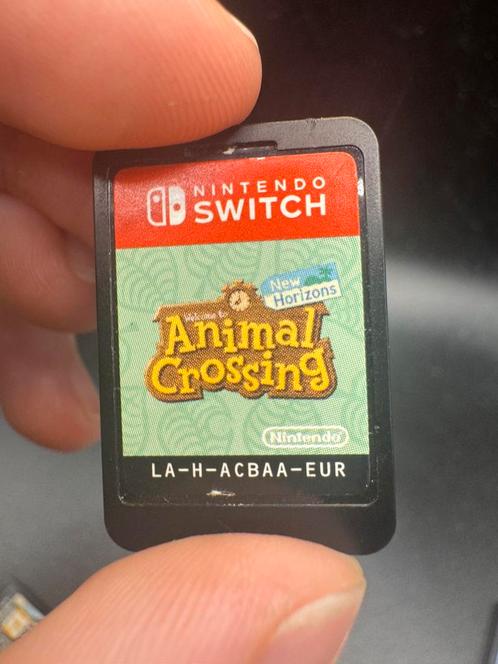 NINTENDO
SWITCH
New
Horizons
Welcome to
Animal
Crossing
Nintendo
LA-H-ACBAA-EUR